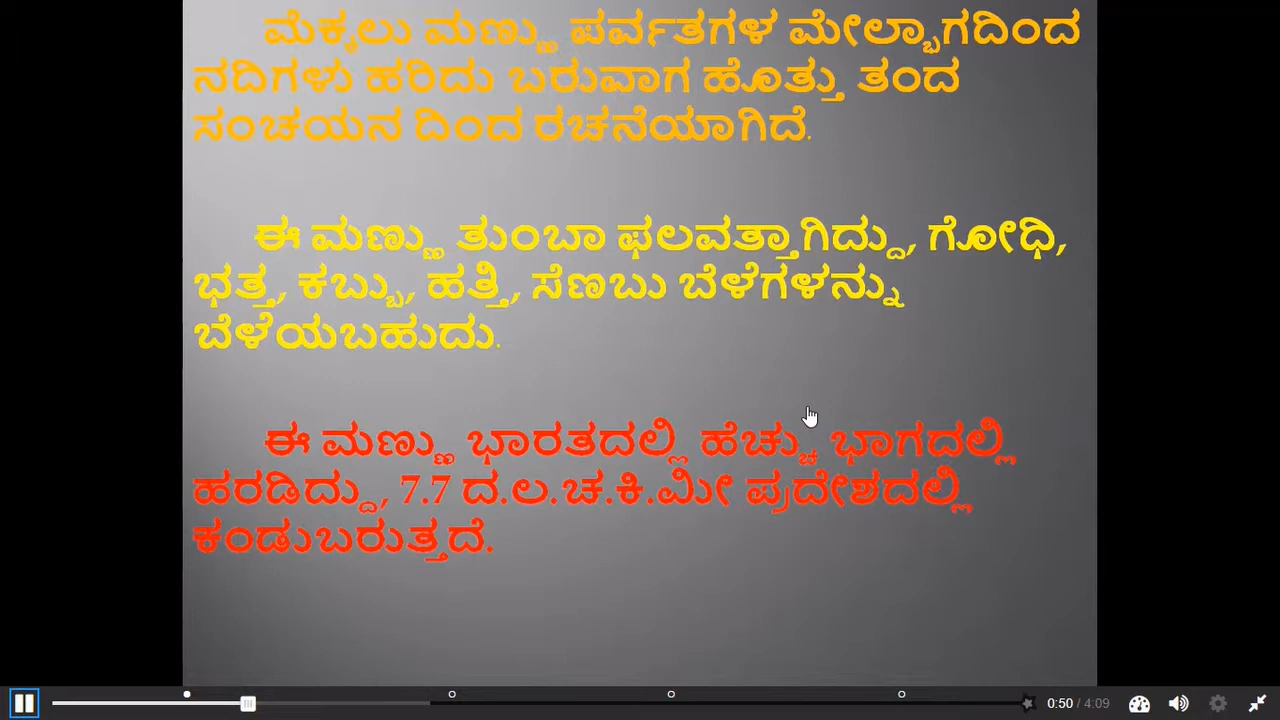 ಮೆಕ್ಕಲು ಮಣ್ಣು ಪರ್ವತಗಳ ಮೇಲ್ಭಾಗದಿಂದ
ನದಿಗಳು ಹರಿದು ಬರುವಾಗ ಹೊತ್ತು ತಂದ
ಸಂಚಯನ ದಿಂದ ರಚನೆಯಾಗಿದೆ.
ಈ ಮಣ್ಣು ತುಂಬಾ ಫಲವತ್ತಾಗಿದ್ದು, ಗೋಧಿ,
ಭತ್ತ, ಕಬ್ಬು, ಹತ್ತಿ, ಸೆಣಬು ಬೆಳೆಗಳನ್ನು
ಬೆಳೆಯಬಹುದು.
ಈ ಮಣ್ಣು ಭಾರತದಲ್ಲಿ ಹೆಚ್ಚು ಭಾಗದಲ್ಲಿ
ಹರಡಿದ್ದು, 7.7 ದ.ಲ.ಚ.ಕಿ.ಮೀ ಪ್ರದೇಶದಲ್ಲಿ
ಕಂಡುಬರುತ್ತದೆ.
0:50 / 4:09